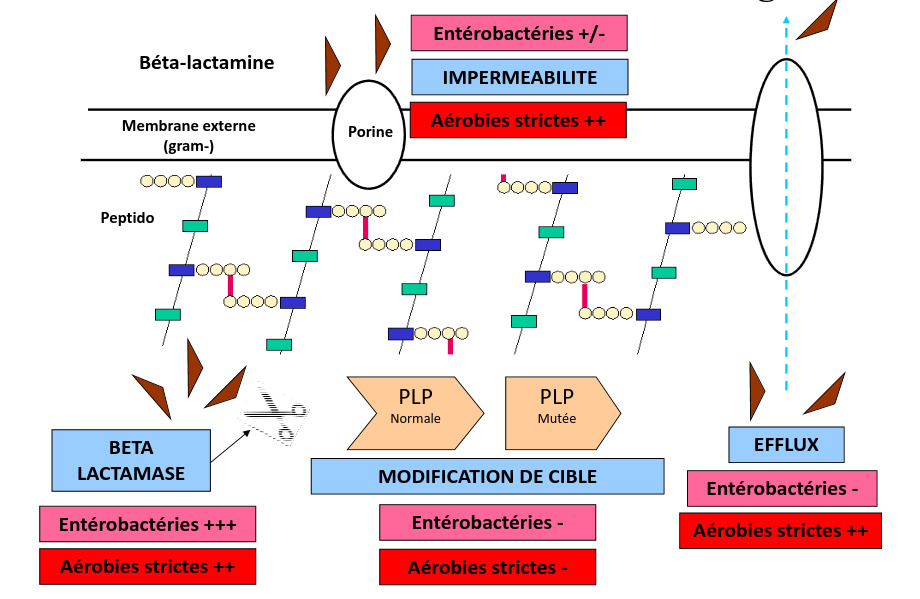 Entérobactéries +/-
Béta-lactamine
IMPERMEABILITE
Aérobies strictes ++
Membrane externe
(gram-)
Porine
Peptido
PLP
Normale
PLP
Mutée
BETA
LACTAMASE
MODIFICATION DE CIBLE
EFFLUX
Entérobactéries +++
Aérobies strictes ++
Entérobactéries -
Aérobies strictes -
Entérobactéries -
Aérobies strictes ++